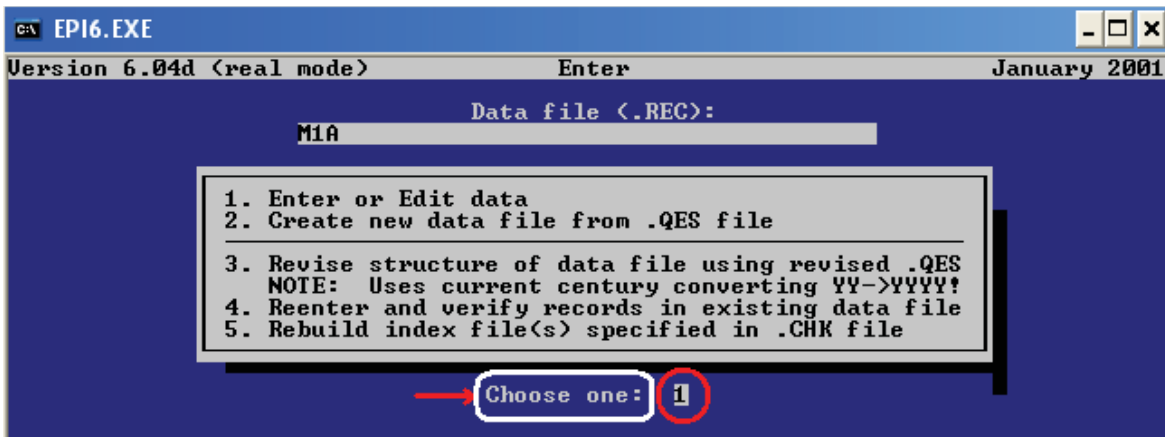 EPI6.EXE
Version 6.04d (real mode) Enter January 2001
Data file (.REC):
M1A
1. Enter or Edit data
2. Create new data file from .QES file
3. Revise structure of data file using revised .QES
NOTE: Uses current century converting YY->YYYY!
4. Reenter and verify records in existing data file
5. Rebuild index file(s) specified in .CHK file
Choose one: 1